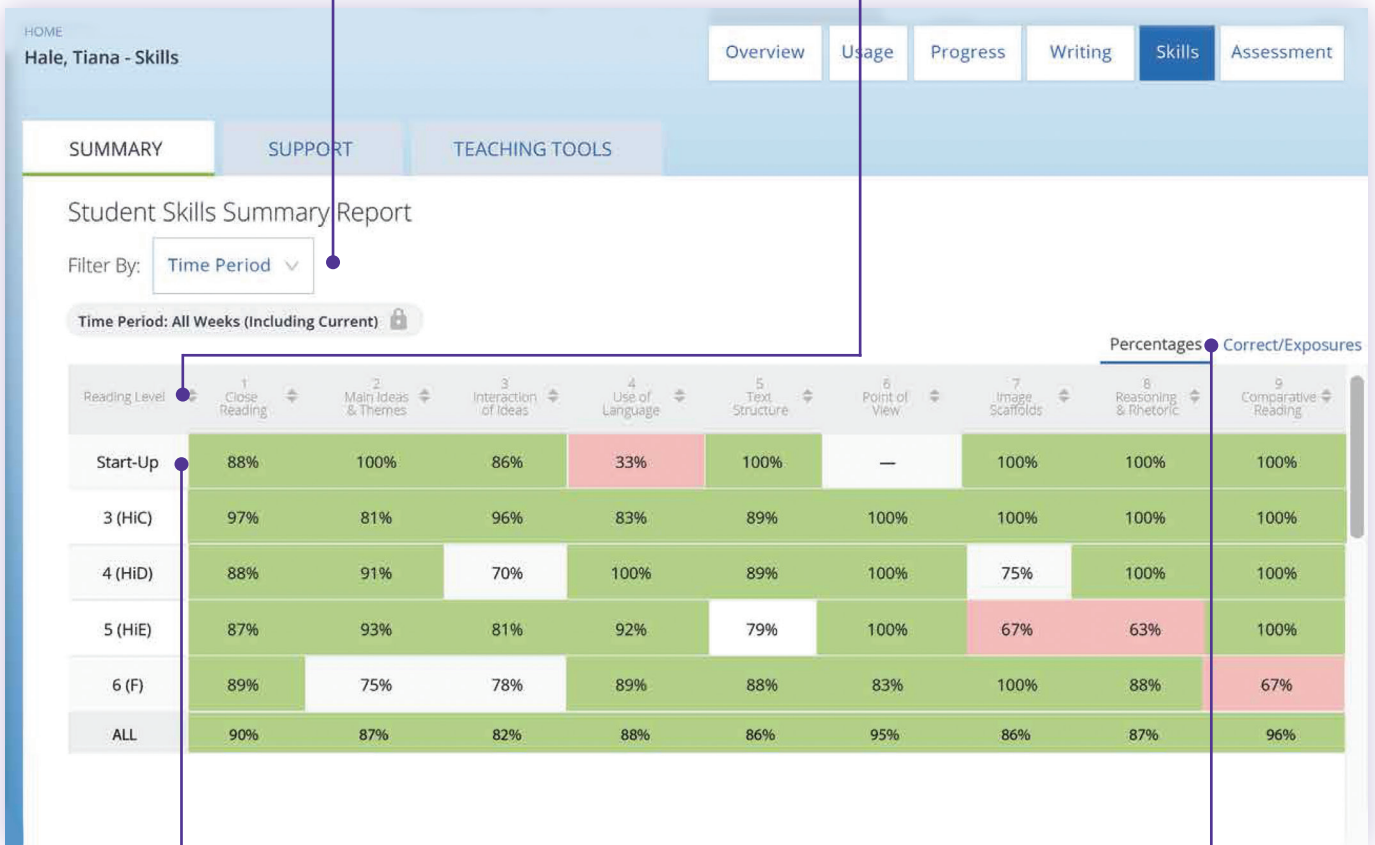 HOME
Hale, Tiana - Skills
Overview Usage Progress Writing Skills Assessment
SUMMARY SUPPORT TEACHING TOOLS
Student Skills Summary Report
Filter By: Time Period
Time Period: All Weeks (Including Current)
Percentages Correct/Exposures
Reading Level 1 Close Reading 2 Main Ideas & Themes 3 Interaction of Ideas 4 Use of Language 5 Text Structure 6 Point of View 7 Image Scaffolds 8 Reasoning & Rhetoric 9 Comparative Reading
Start-Up 88% 100% 86% 33% 100% — 100% 100% 100%
3 (HiC) 97% 81% 96% 83% 89% 100% 100% 100% 100%
4 (HiD) 88% 91% 70% 100% 89% 100% 75% 100% 100%
5 (HiE) 87% 93% 81% 92% 79% 100% 67% 63% 100%
6 (F) 89% 75% 78% 89% 88% 83% 100% 88% 67%
ALL 90% 87% 82% 88% 86% 95% 86% 87% 96%